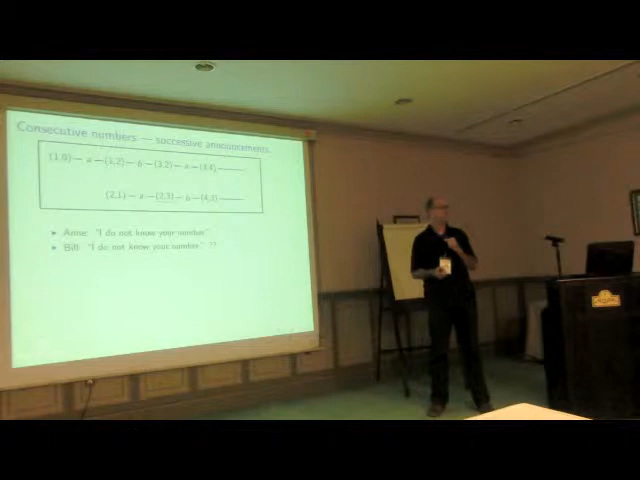 Consecutive numbers — successive announcements
(1,0) — a — (1,2) — b — (3,2) — a — (3,4) ——
(2,1) — a — (2,3) — b — (4,3) ——
▸ Anne: "I do not know your number"
▸ Bill: "I do not know your number" ??